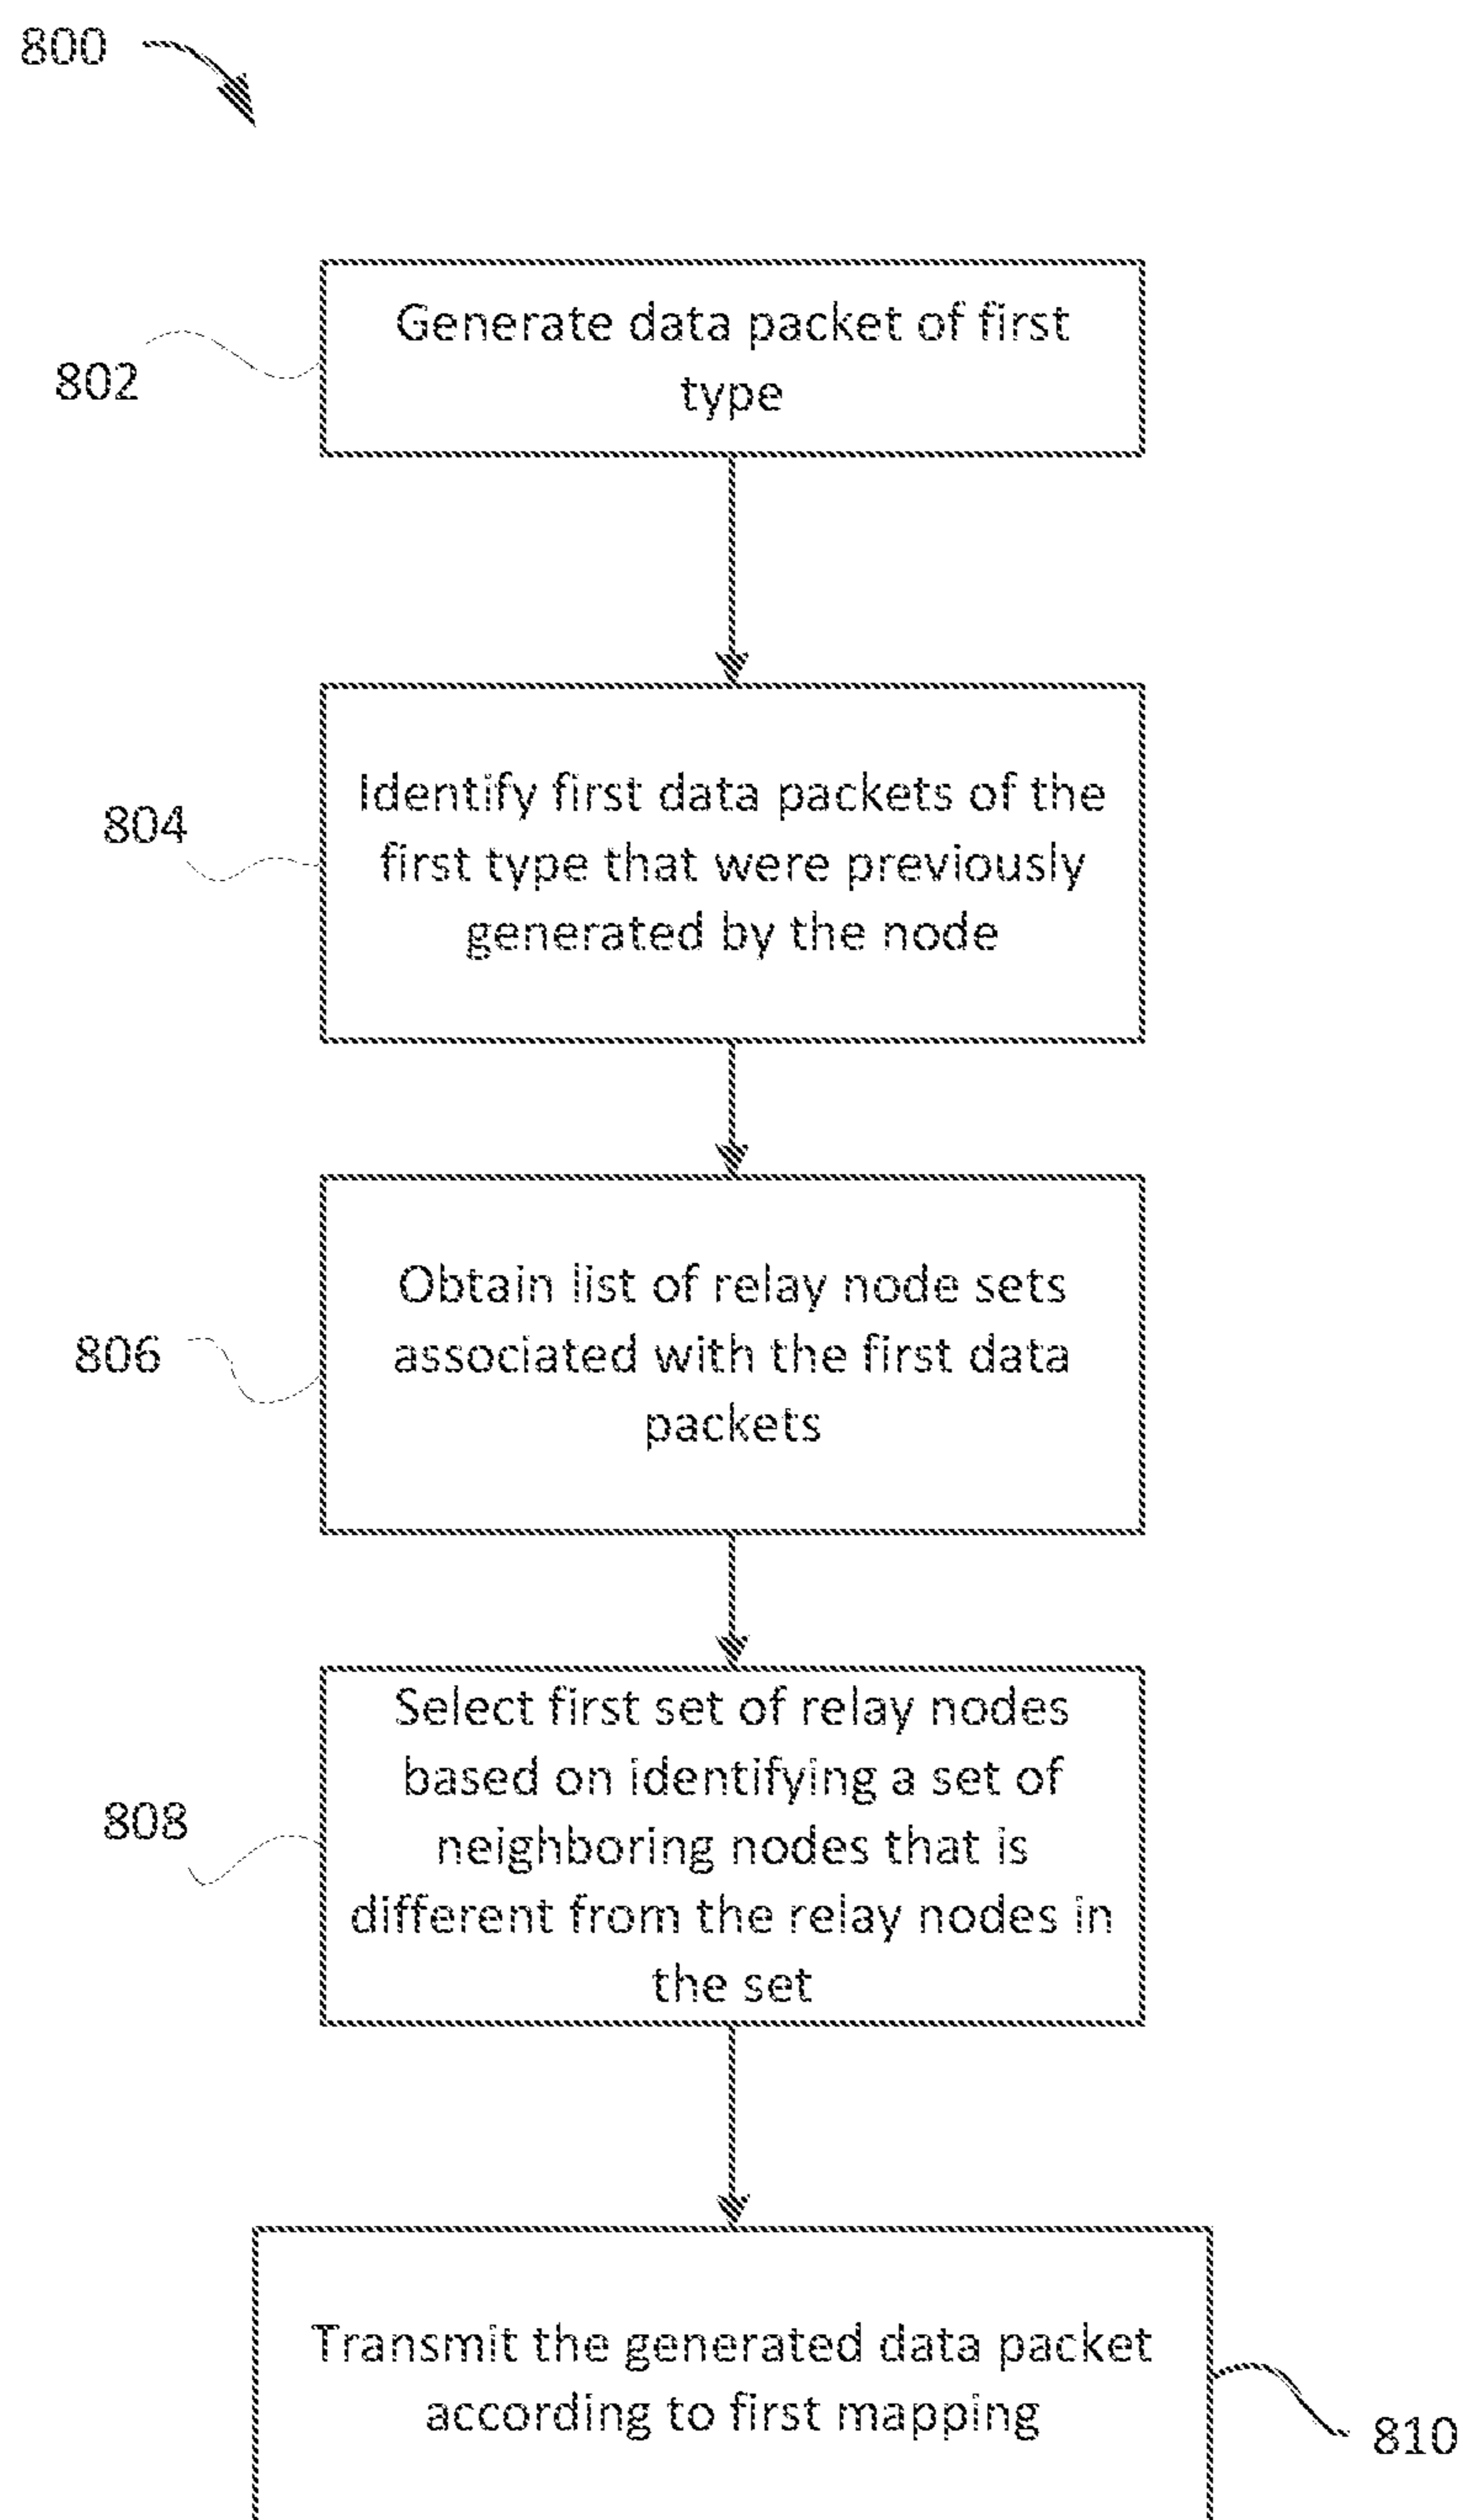 800
Generate data packet of first
type
802
Identify first data packets of the
first type that were previously
generated by the node
804
Obtain list of relay node sets
associated with the first data
packets
806
Select first set of relay nodes
based on identifying a set of
neighboring nodes that is
different from the relay nodes in
the set
808
Transmit the generated data packet
according to first mapping
810